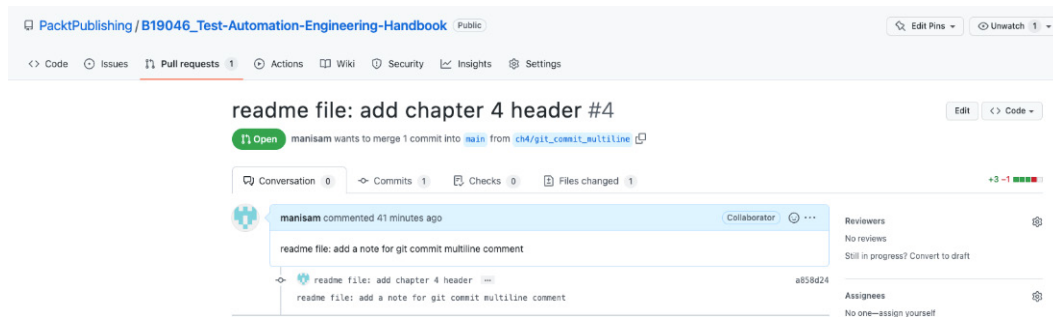 PacktPublishing / B19046_Test-Automation-Engineering-Handbook Public
Edit Pins Unwatch 1
<> Code Issues Pull requests 1 Actions Wiki Security Insights Settings
readme file: add chapter 4 header #4
Edit <> Code
Open manisam wants to merge 1 commit into main from ch4/git_commit_multiline
Conversation 0 Commits 1 Checks 0 Files changed 1
+3 −1
manisam commented 41 minutes ago Collaborator ...
readme file: add a note for git commit multiline comment
readme file: add chapter 4 header ... a858d24
readme file: add a note for git commit multiline comment
Reviewers
No reviews
Still in progress? Convert to draft
Assignees
No one—assign yourself